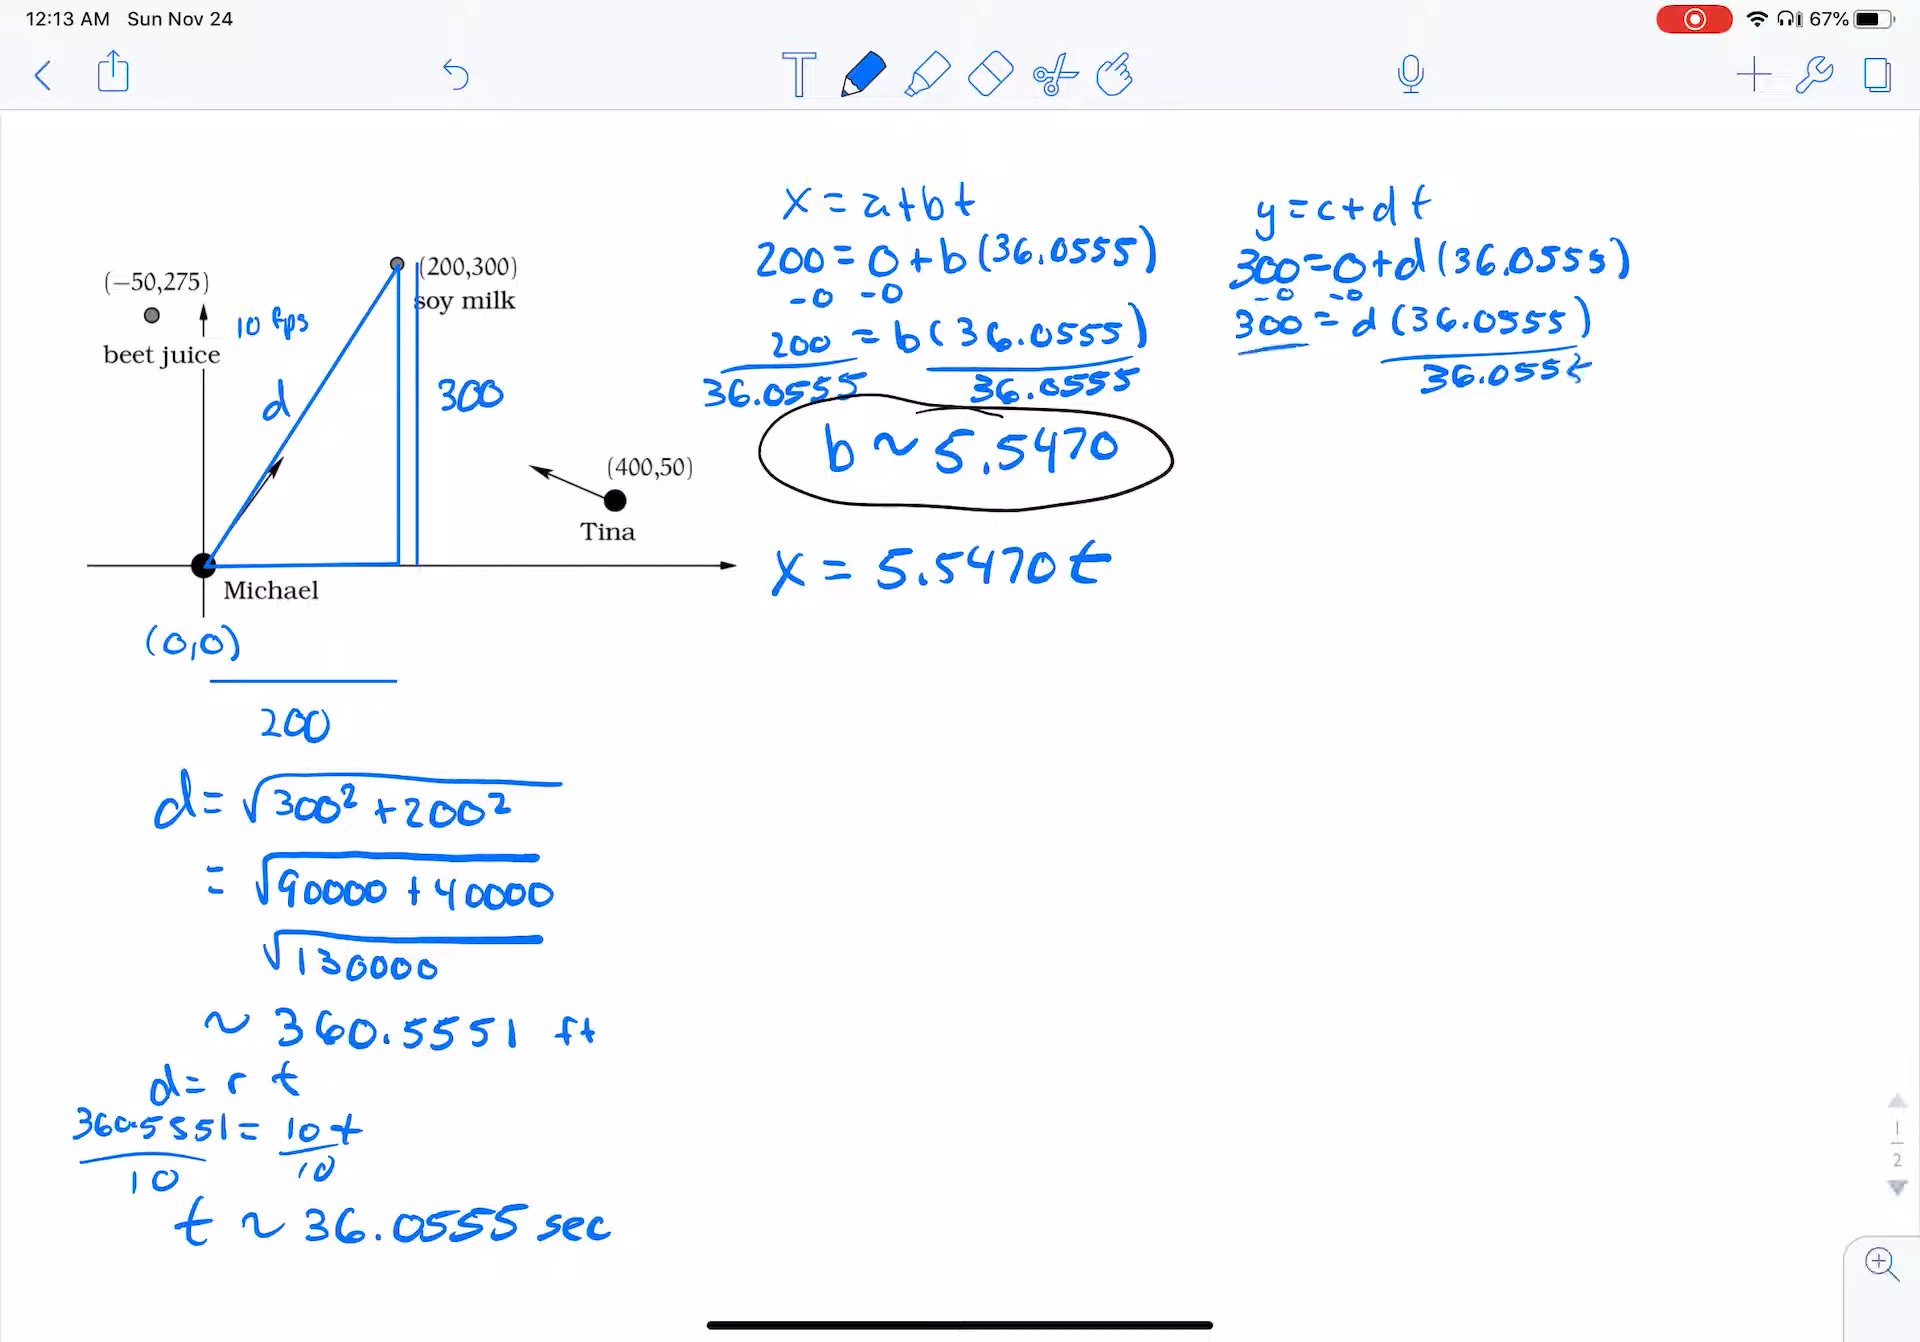 12:13 AM Sun Nov 24
67%
T
(−50,275)
beet juice
10 fps
(200,300)
soy milk
d
300
(400,50)
Tina
Michael
(0,0)
200
d = √300² + 200²
= √90000 + 40000
√130000
~ 360.5551 ft
d = r t
360.5551 = 10t
10 10
t ~ 36.0555 sec
x = a + bt
200 = 0 + b(36.0555)
-0 -0
200 = b(36.0555)
36.0555 36.0555
b ~ 5.5470
x = 5.5470t
y = c + dt
300 = 0 + d(36.0555)
-0 -0
300 = d(36.0555)
36.0555
1
2